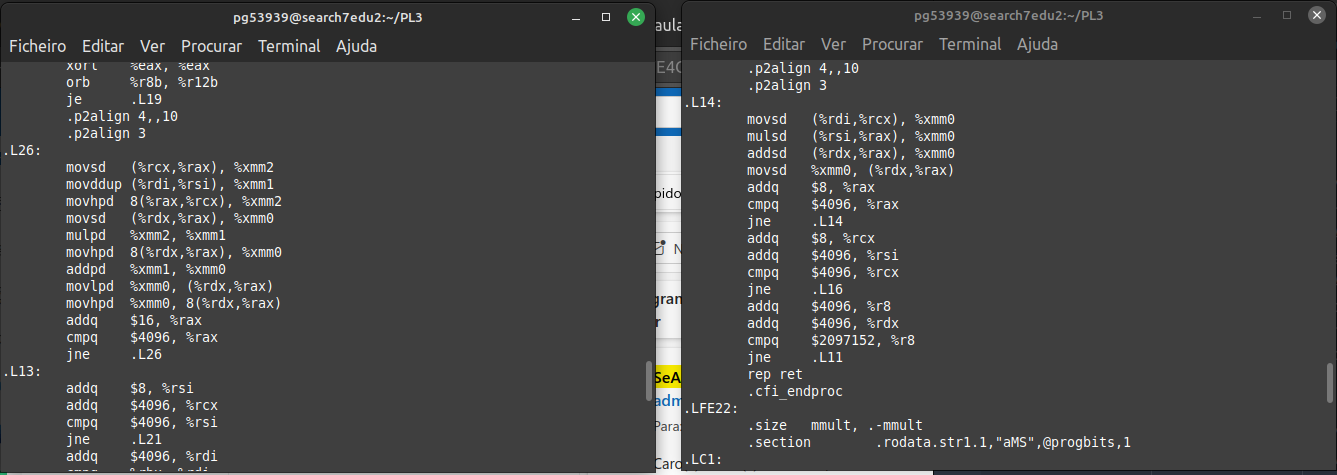 pg53939@search7edu2:~/PL3
Ficheiro Editar Ver Procurar Terminal Ajuda
xorl %eax, %eax
orb %r8b, %r12b
je .L19
.p2align 4,,10
.p2align 3
.L26:
movsd (%rcx,%rax), %xmm2
movddup (%rdi,%rsi), %xmm1
movhpd 8(%rax,%rcx), %xmm2
movsd (%rdx,%rax), %xmm0
mulpd %xmm2, %xmm1
movhpd 8(%rdx,%rax), %xmm0
addpd %xmm1, %xmm0
movlpd %xmm0, (%rdx,%rax)
movhpd %xmm0, 8(%rdx,%rax)
addq $16, %rax
cmpq $4096, %rax
jne .L26
.L13:
addq $8, %rsi
addq $4096, %rcx
cmpq $4096, %rsi
jne .L21
addq $4096, %rdi
aula
E4C
pido
N
gran
r
SeA
adm
Para:
Caro
pg53939@search7edu2:~/PL3
Ficheiro Editar Ver Procurar Terminal Ajuda
.p2align 4,,10
.p2align 3
.L14:
movsd (%rdi,%rcx), %xmm0
mulsd (%rsi,%rax), %xmm0
addsd (%rdx,%rax), %xmm0
movsd %xmm0, (%rdx,%rax)
addq $8, %rax
cmpq $4096, %rax
jne .L14
addq $8, %rcx
addq $4096, %rsi
cmpq $4096, %rcx
jne .L16
addq $4096, %r8
addq $4096, %rdx
cmpq $2097152, %r8
jne .L11
rep ret
.cfi_endproc
.LFE22:
.size mmult, .-mmult
.section .rodata.str1.1,"aMS",@progbits,1
.LC1: